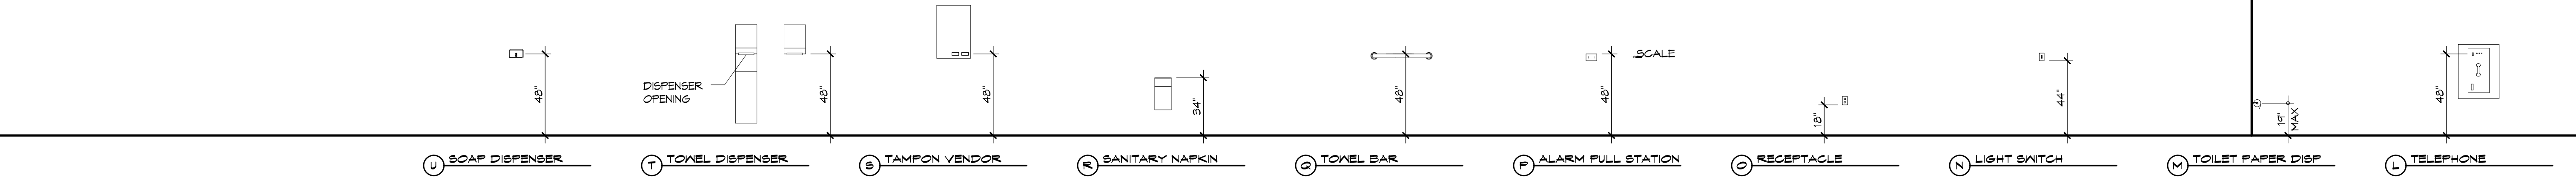 SCALE
DISPENSER
OPENING
48"
48"
48"
34"
48"
48"
18"
44"
19"
MAX
48"
U SOAP DISPENSER
T TOWEL DISPENSER
S TAMPON VENDOR
R SANITARY NAPKIN
Q TOWEL BAR
P ALARM PULL STATION
O RECEPTACLE
N LIGHT SWITCH
M TOILET PAPER DISP
L TELEPHONE